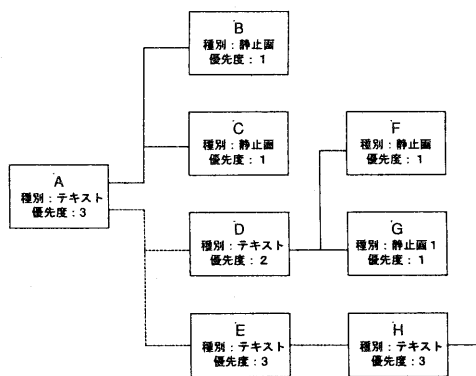 B
種別：静止画
優先度：1
C
種別：静止画
優先度：1
F
種別：静止画
優先度：1
A
種別：テキスト
優先度：3
D
種別：テキスト
優先度：2
G
種別：静止画1
優先度：1
E
種別：テキスト
優先度：3
H
種別：テキスト
優先度：3